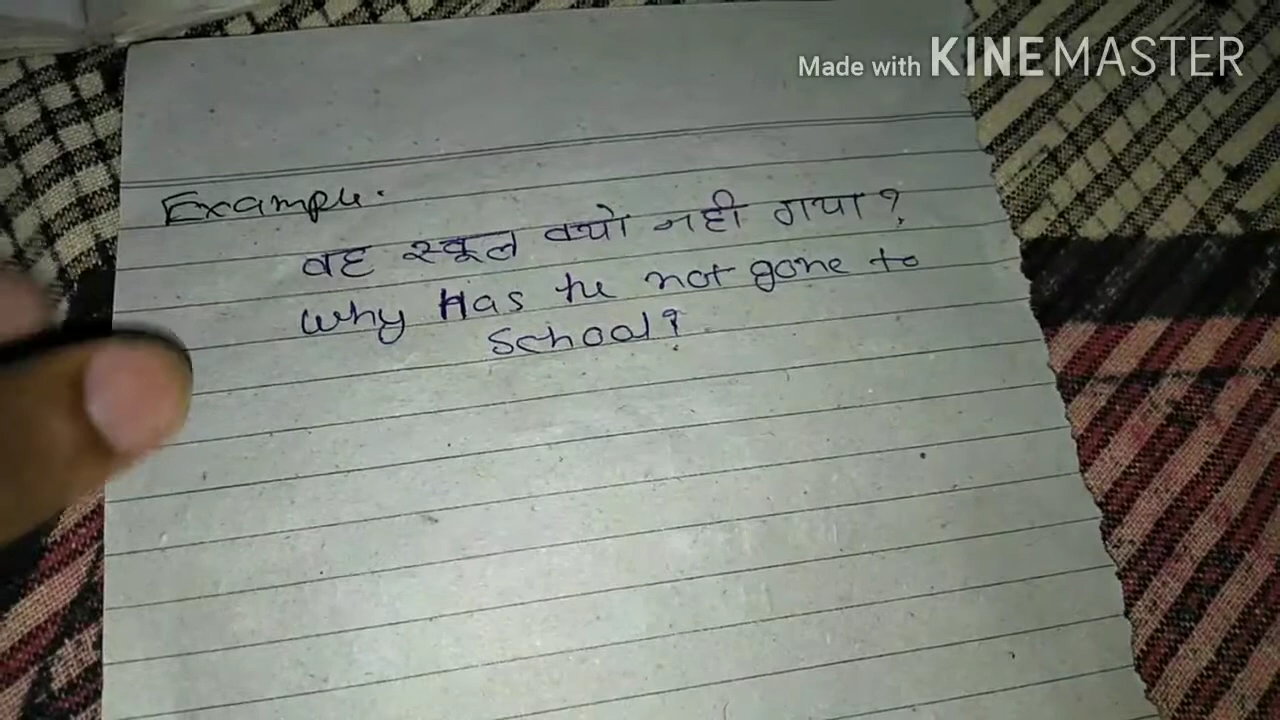 Made with KINEMASTER
Example.
वह स्कूल क्यो नही गया ?
Why Has he not gone to
School?